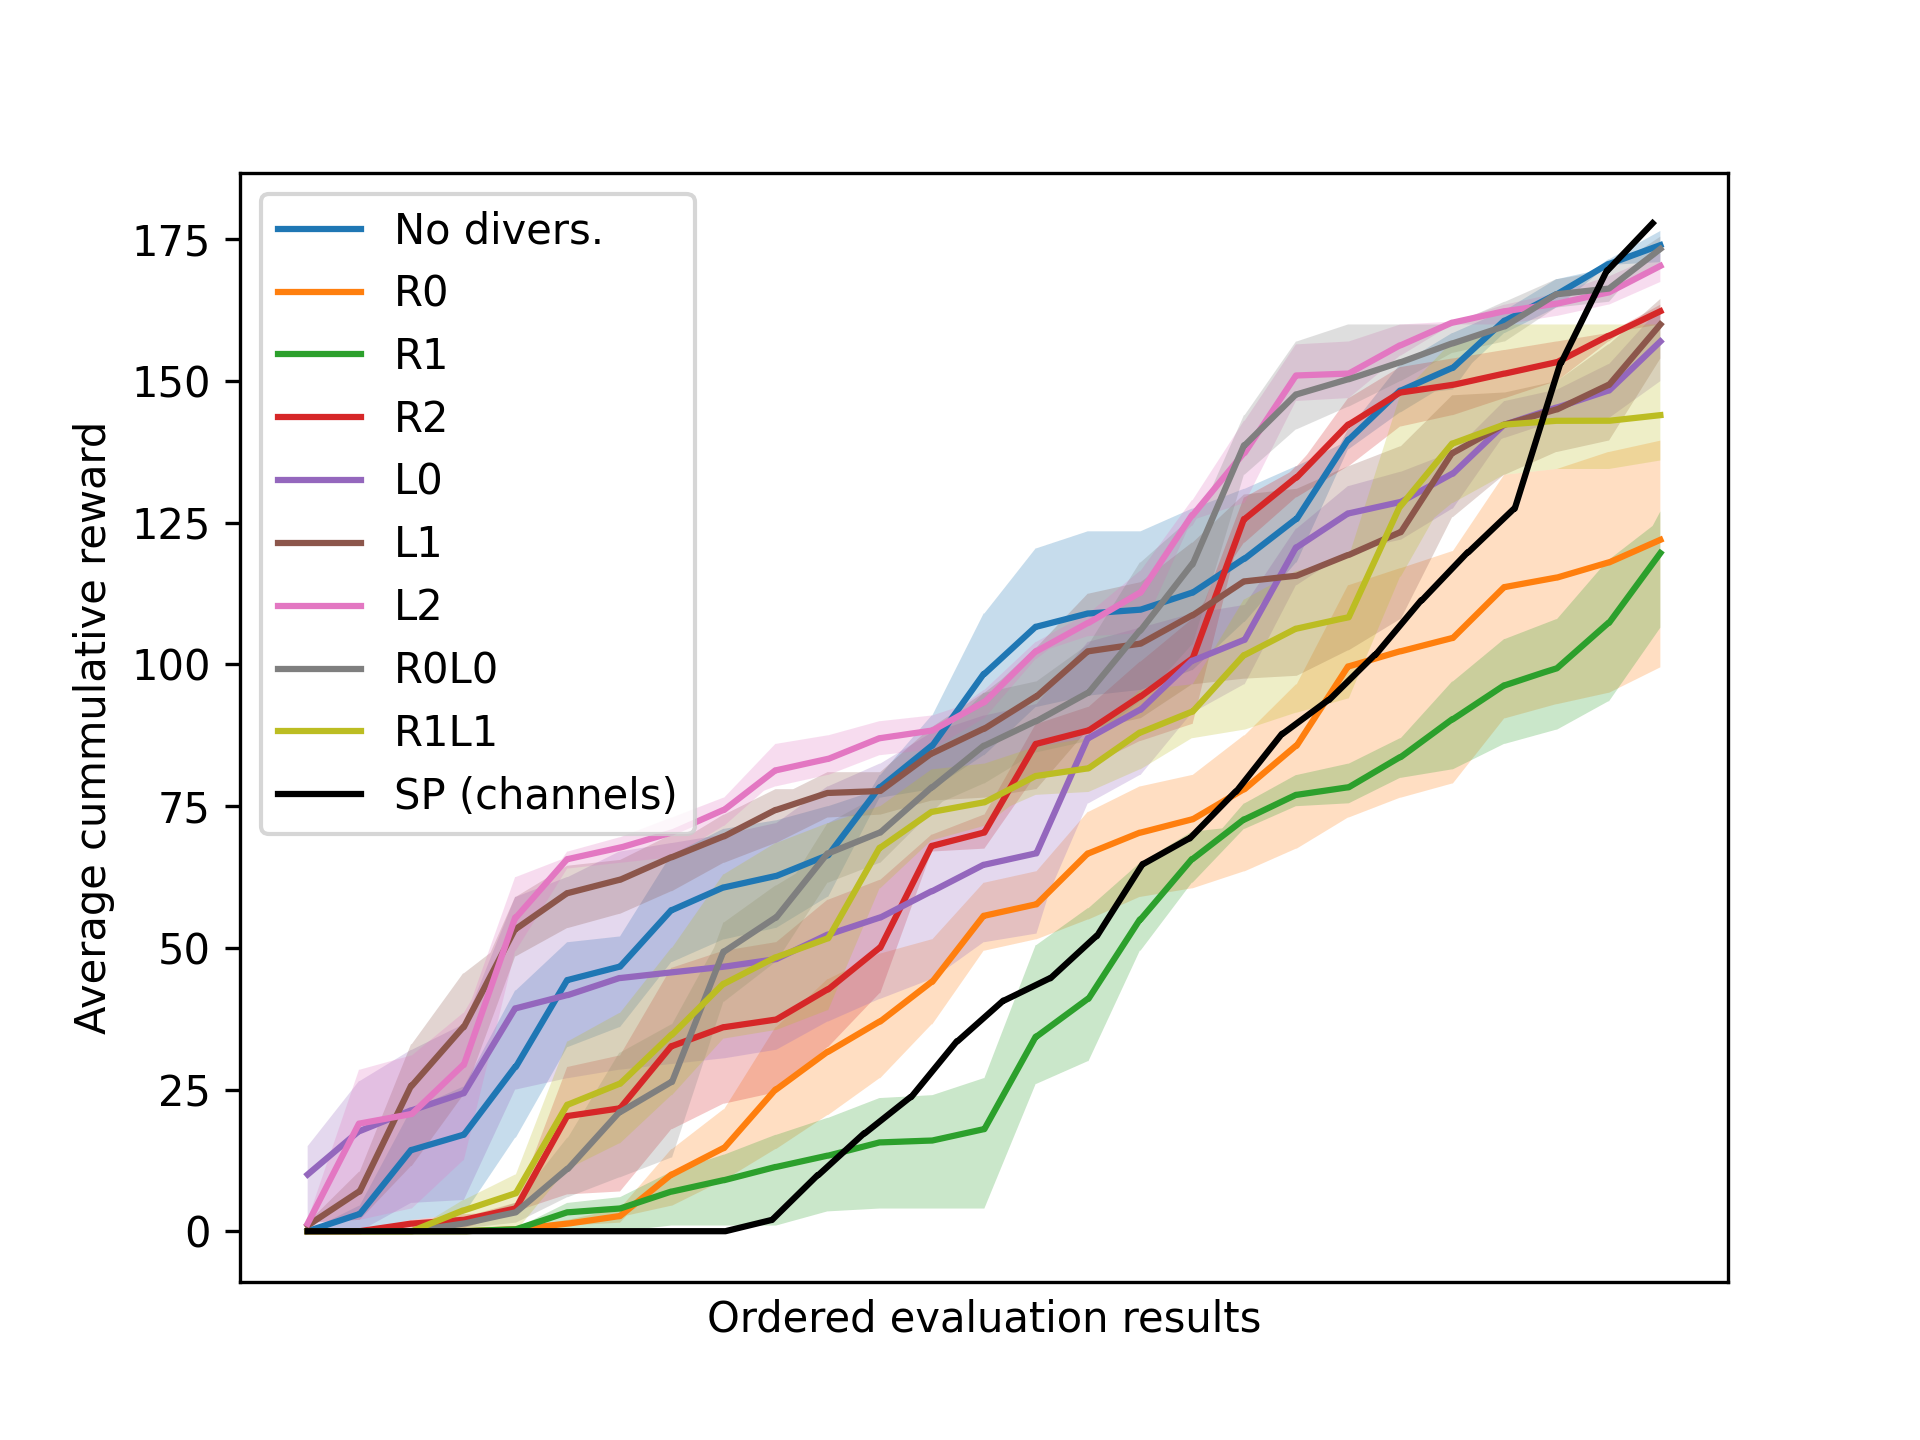 No divers.
R0
R1
R2
L0
L1
L2
R0L0
R1L1
SP (channels)
175
150
125
100
75
50
25
0
Average cummulative reward
Ordered evaluation results